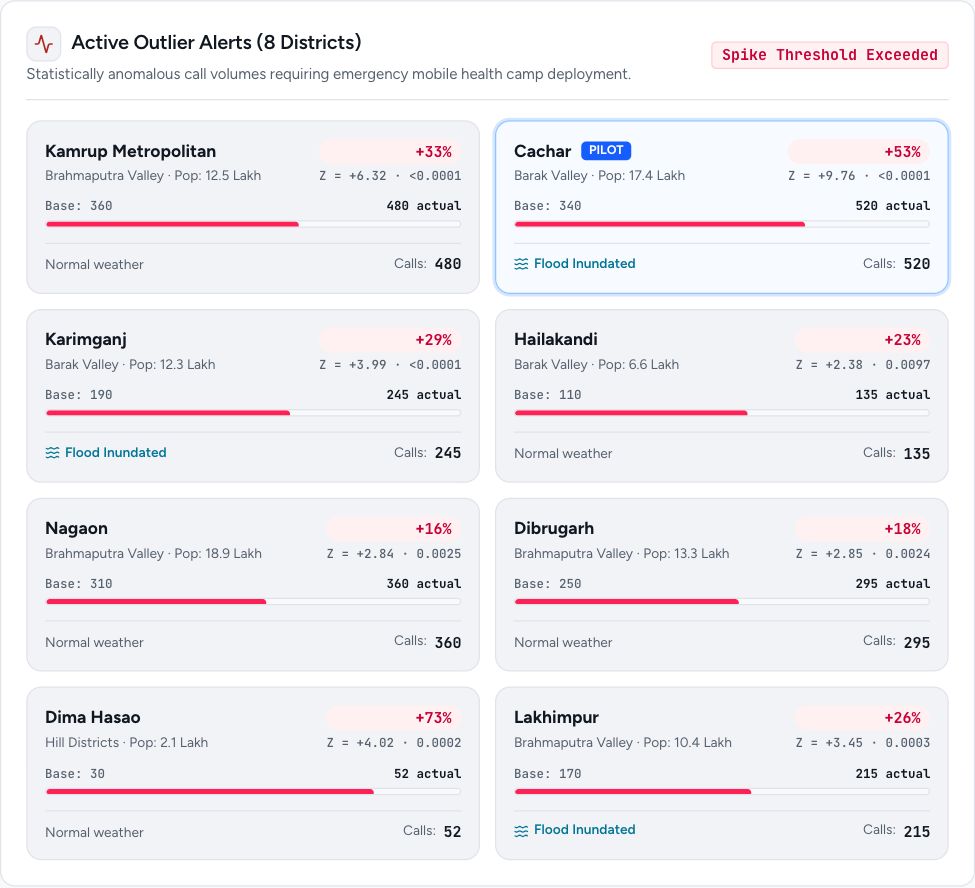 Active Outlier Alerts (8 Districts)
Statistically anomalous call volumes requiring emergency mobile health camp deployment.
Spike Threshold Exceeded
Kamrup Metropolitan
+33%
Brahmaputra Valley · Pop: 12.5 Lakh
Z = +6.32 · <0.0001
Base: 360
480 actual
Normal weather
Calls: 480
Cachar PILOT
+53%
Barak Valley · Pop: 17.4 Lakh
Z = +9.76 · <0.0001
Base: 340
520 actual
Flood Inundated
Calls: 520
Karimganj
+29%
Barak Valley · Pop: 12.3 Lakh
Z = +3.99 · <0.0001
Base: 190
245 actual
Flood Inundated
Calls: 245
Hailakandi
+23%
Barak Valley · Pop: 6.6 Lakh
Z = +2.38 · 0.0097
Base: 110
135 actual
Normal weather
Calls: 135
Nagaon
+16%
Brahmaputra Valley · Pop: 18.9 Lakh
Z = +2.84 · 0.0025
Base: 310
360 actual
Normal weather
Calls: 360
Dibrugarh
+18%
Brahmaputra Valley · Pop: 13.3 Lakh
Z = +2.85 · 0.0024
Base: 250
295 actual
Normal weather
Calls: 295
Dima Hasao
+73%
Hill Districts · Pop: 2.1 Lakh
Z = +4.02 · 0.0002
Base: 30
52 actual
Normal weather
Calls: 52
Lakhimpur
+26%
Brahmaputra Valley · Pop: 10.4 Lakh
Z = +3.45 · 0.0003
Base: 170
215 actual
Flood Inundated
Calls: 215